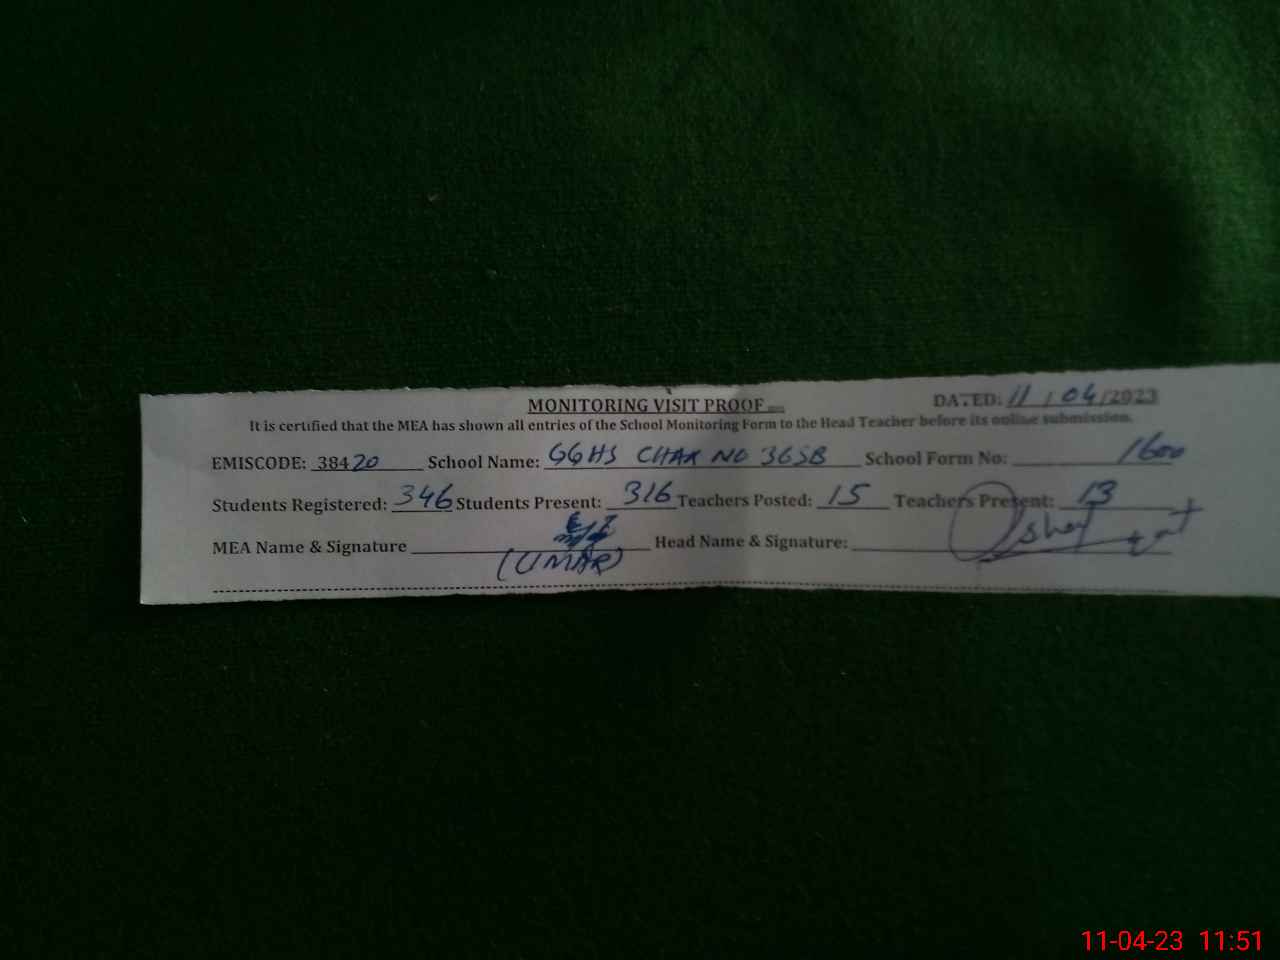 MONITORING VISIT PROOF
DATED: 11 / 04 /2023
It is certified that the MEA has shown all entries of the School Monitoring Form to the Head Teacher before its online submission.
EMISCODE: 38420 School Name: GGHS CHAK NO 36SB School Form No: 1600
Students Registered: 346 Students Present: 316 Teachers Posted: 15 Teachers Present: 13
MEA Name & Signature Head Name & Signature:
(UMAR)
11-04-23 11:51